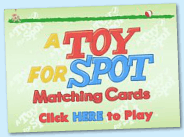 A TOY
FOR SPOT
Matching Cards
Click HERE to Play